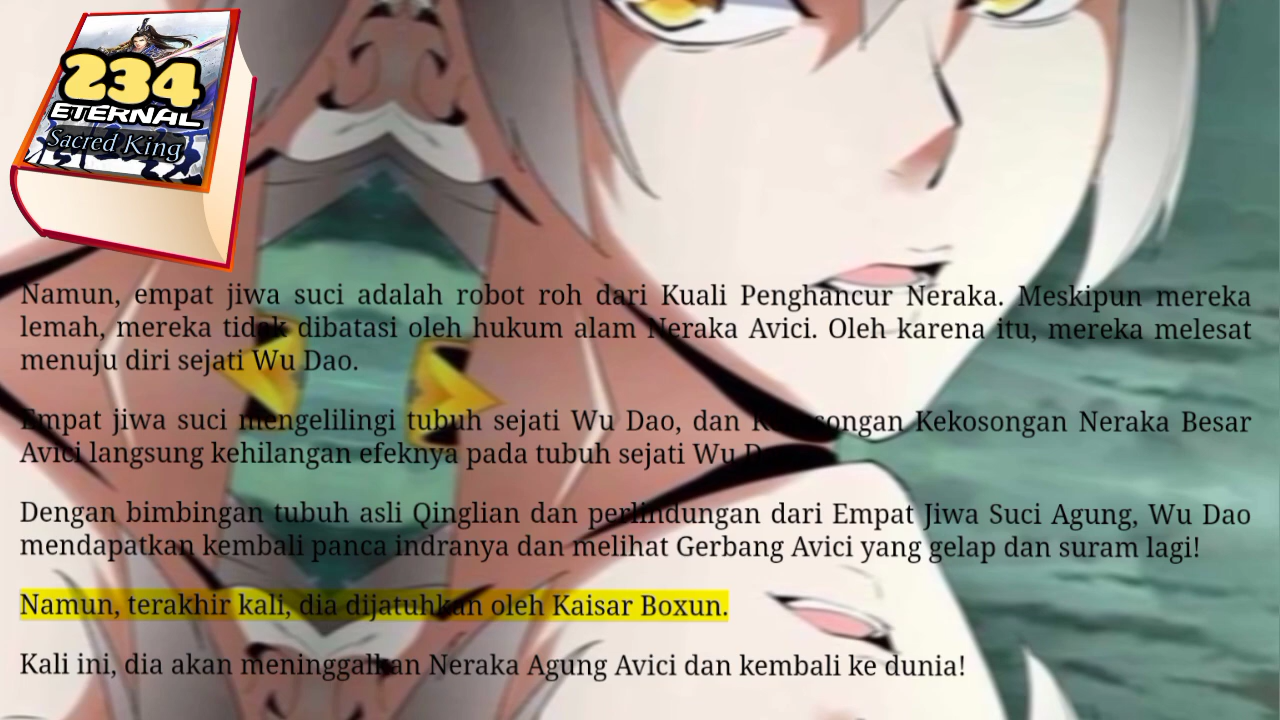 234
ETERNAL
Sacred King
Namun, empat jiwa suci adalah robot roh dari Kuali Penghancur Neraka. Meskipun mereka
lemah, mereka tidak dibatasi oleh hukum alam Neraka Avici. Oleh karena itu, mereka melesat
menuju diri sejati Wu Dao.
Empat jiwa suci mengelilingi tubuh sejati Wu Dao, dan Kekosongan Neraka Besar
Avici langsung kehilangan efeknya pada tubuh sejati Wu
Dengan bimbingan tubuh asli Qinglian dan perlindungan dari Empat Jiwa Suci Agung, Wu Dao
mendapatkan kembali panca indranya dan melihat Gerbang Avici yang gelap dan suram lagi!
Namun, terakhir kali, dia dijatuhkan oleh Kaisar Boxun.
Kali ini, dia akan meninggalkan Neraka Agung Avici dan kembali ke dunia!